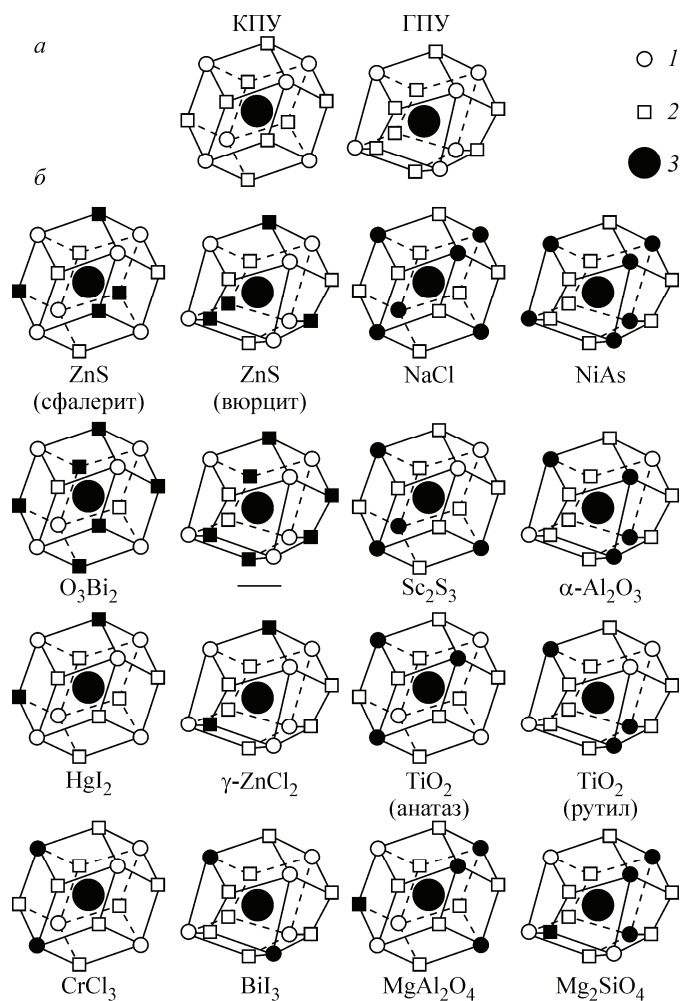 а
КПУ
ГПУ
1
2
3
б
ZnS
(сфалерит)
ZnS
(вюрцит)
NaCl
NiAs
O₃Bi₂
Sc₂S₃
α-Al₂O₃
HgI₂
γ-ZnCl₂
TiO₂
(анатаз)
TiO₂
(рутил)
CrCl₃
BiI₃
MgAl₂O₄
Mg₂SiO₄